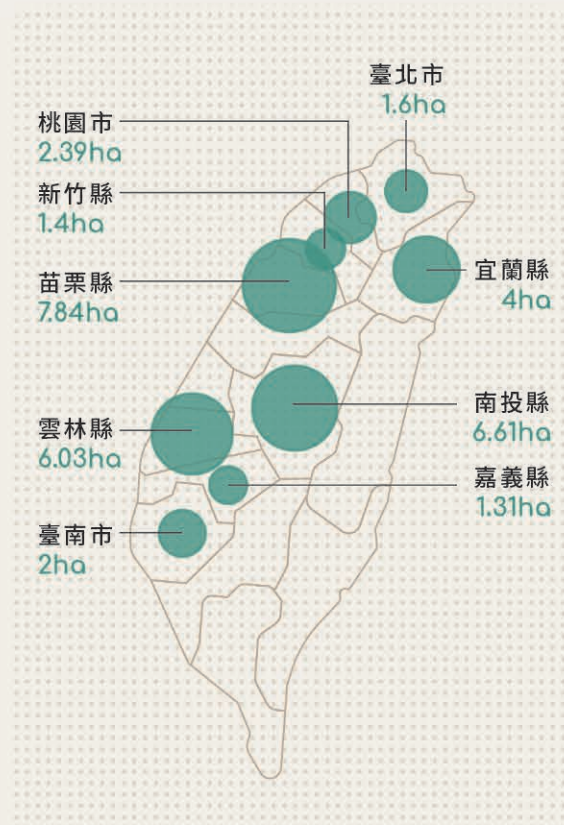 臺北市
1.6ha
桃園市
2.39ha
新竹縣
1.4ha
苗栗縣
7.84ha
宜蘭縣
4ha
南投縣
6.61ha
雲林縣
6.03ha
嘉義縣
1.31ha
臺南市
2ha